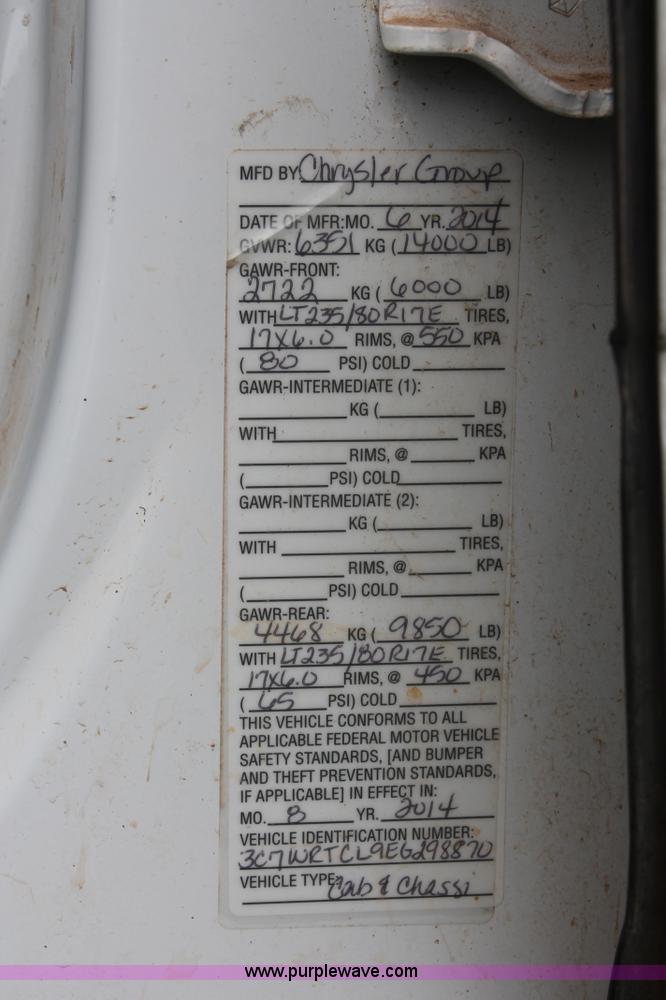 MFD BY Chrysler Group
DATE OF MFR: MO. 6 YR. 2014
GVWR: 6351 KG (14000 LB)
GAWR-FRONT:
2722 KG ( 6000 LB)
WITH LT235/80R17E TIRES,
17X6.0 RIMS, @ 550 KPA
( 80 PSI) COLD
GAWR-INTERMEDIATE (1):
KG ( LB)
WITH TIRES,
RIMS, @ KPA
( PSI) COLD
GAWR-INTERMEDIATE (2):
KG ( LB)
WITH TIRES,
RIMS, @ KPA
( PSI) COLD
GAWR-REAR:
4468 KG ( 9850 LB)
WITH LT235/80R17E TIRES,
17X6.0 RIMS, @ 450 KPA
( 65 PSI) COLD
THIS VEHICLE CONFORMS TO ALL
APPLICABLE FEDERAL MOTOR VEHICLE
SAFETY STANDARDS, [AND BUMPER
AND THEFT PREVENTION STANDARDS,
IF APPLICABLE] IN EFFECT IN:
MO. 8 YR. 2014
VEHICLE IDENTIFICATION NUMBER:
3C7WRTCL9EG298870
VEHICLE TYPE: Cab & Chassi
www.purplewave.com